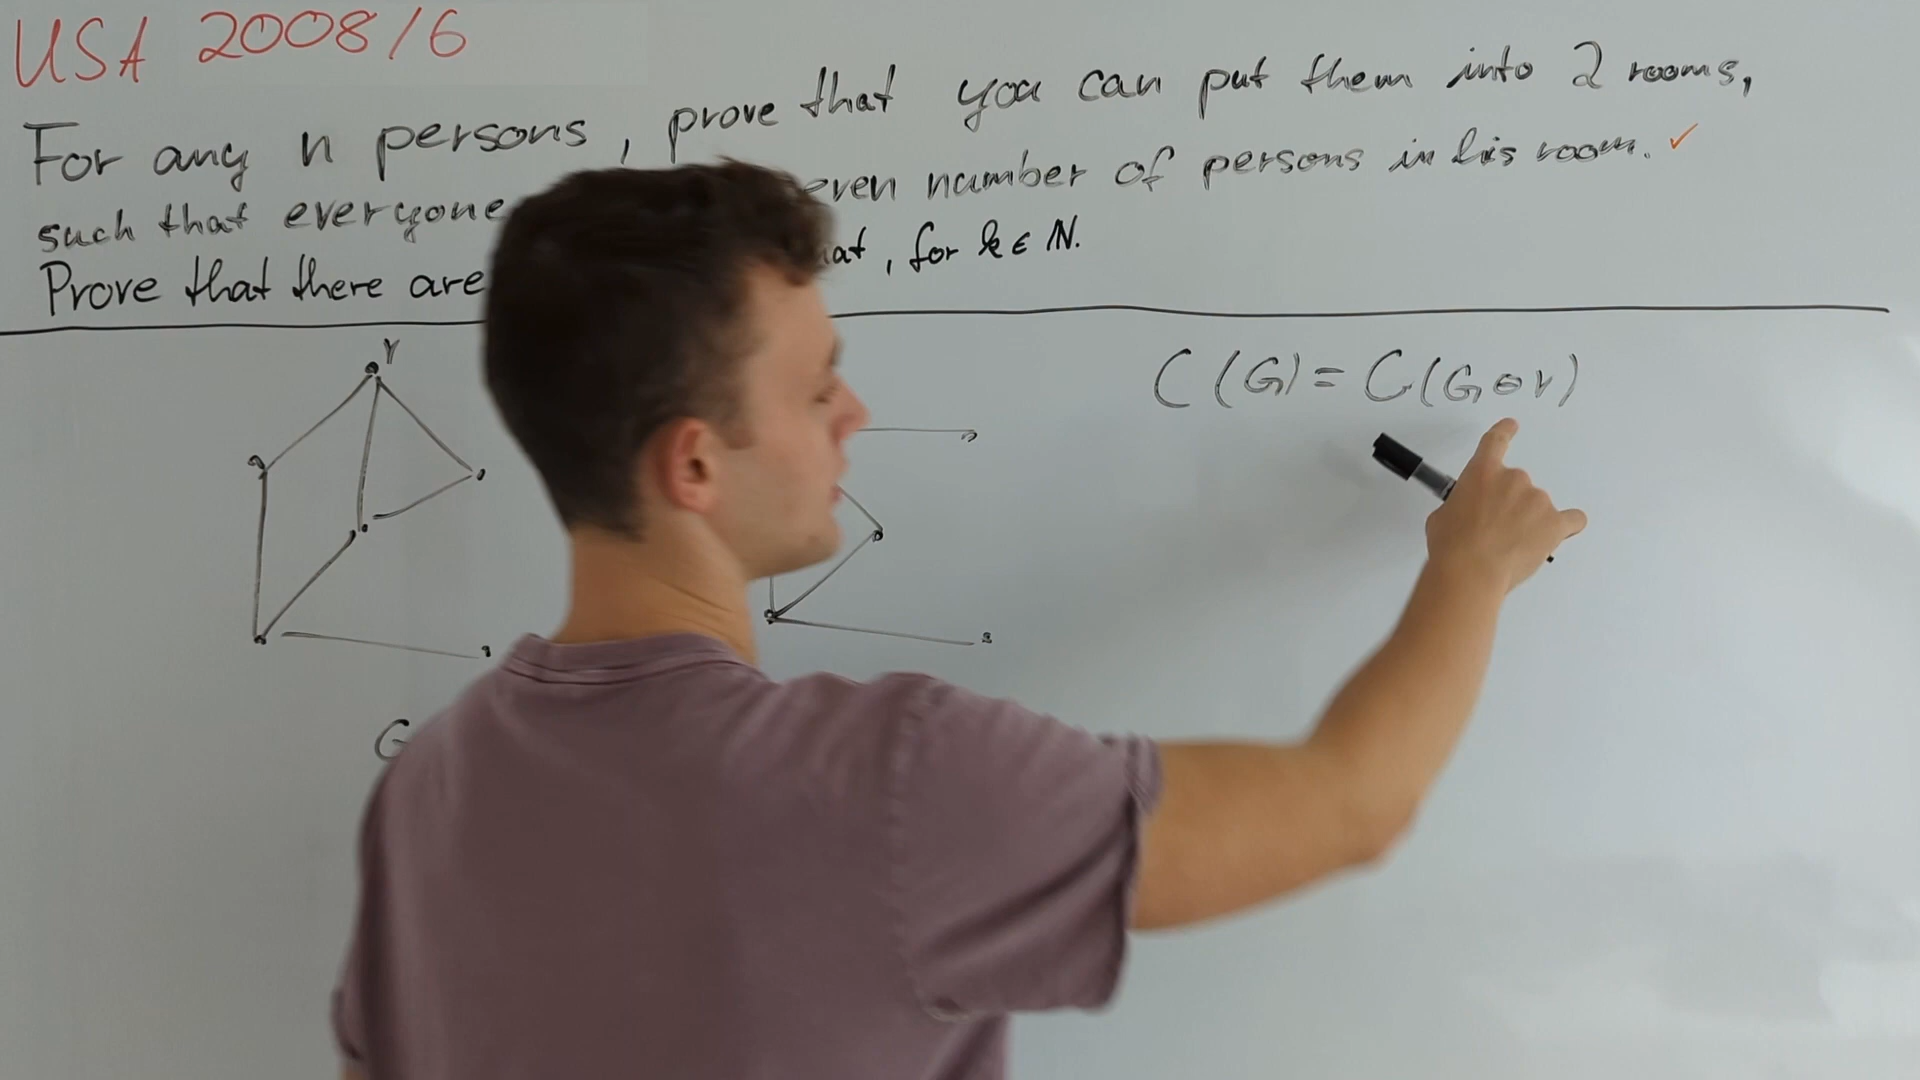 USA 2008/6
For any n persons, prove that you can put them into 2 rooms,
such that everyone even number of persons in his room. ✓
Prove that there are at, for k ∈ ℕ.
v
C(G) = C(G⊖v)
G